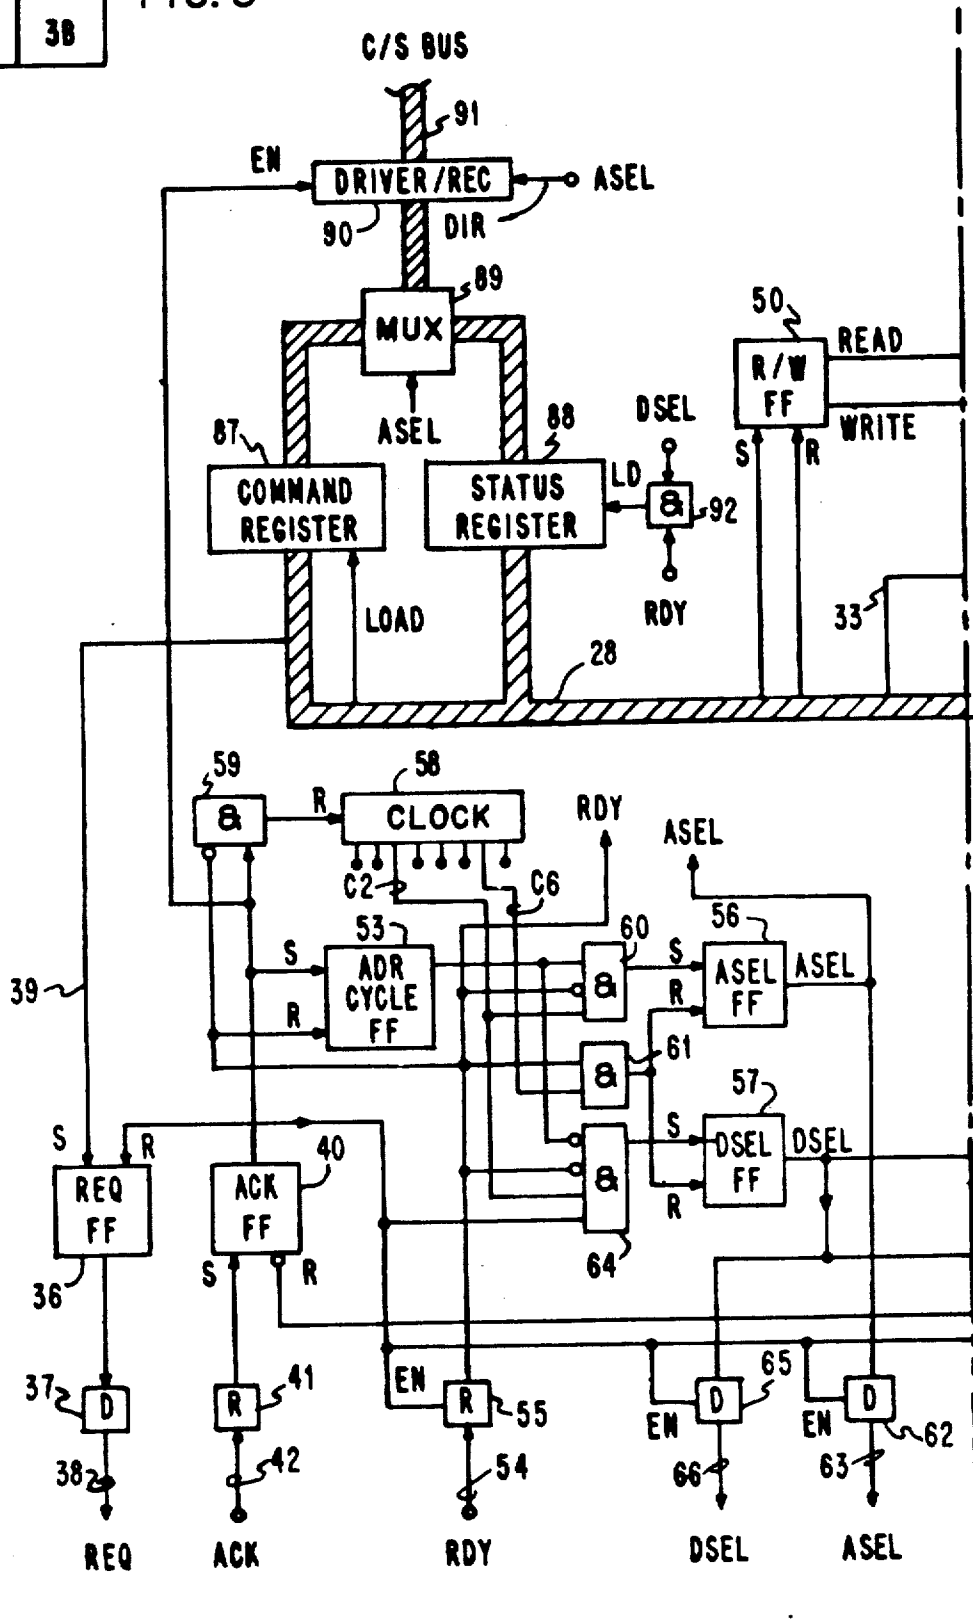 3B
C/S BUS
91
EN
DRIVER/REC
ASEL
90
DIR
89
MUX
50
READ
R/W
FF
DSEL
WRITE
ASEL
87
88
S
R
COMMAND
REGISTER
STATUS
REGISTER
LD
&
92
LOAD
RDY
33
28
59
58
&
R
CLOCK
RDY
ASEL
C2
C6
53
60
56
S
ADR
CYCLE
FF
R
&
S
R
ASEL
FF
ASEL
39
61
&
57
S
R
40
S
DSEL
FF
DSEL
REQ
FF
ACK
FF
&
R
36
S
R
64
37
D
R
41
EN
R
55
65
D
EN
D
EN
62
38
42
54
66
63
REQ
ACK
RDY
DSEL
ASEL